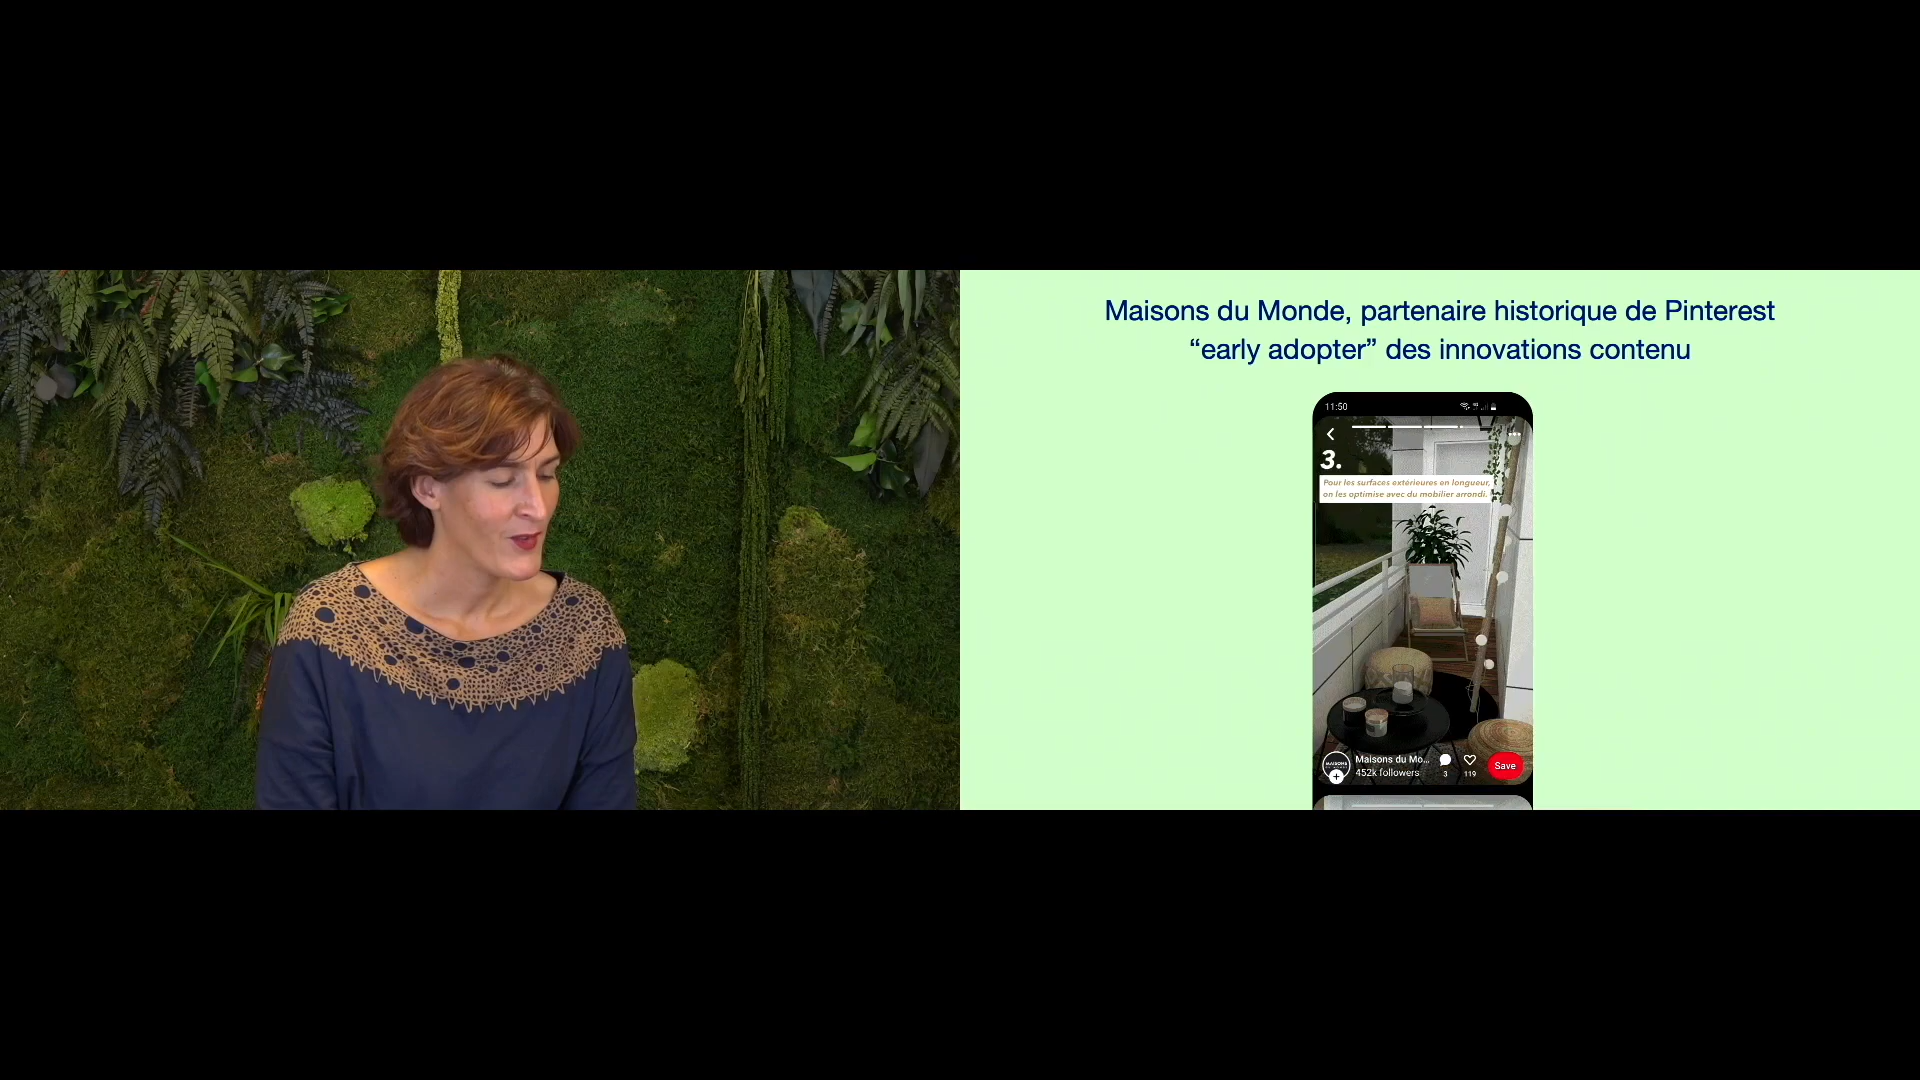 Maisons du Monde, partenaire historique de Pinterest
“early adopter” des innovations contenu
11:50
3.
Pour les surfaces extérieures en longueur,
on les optimise avec du mobilier arrondi.
MAISONS
Maisons du Mo...
452k followers
3
119
Save